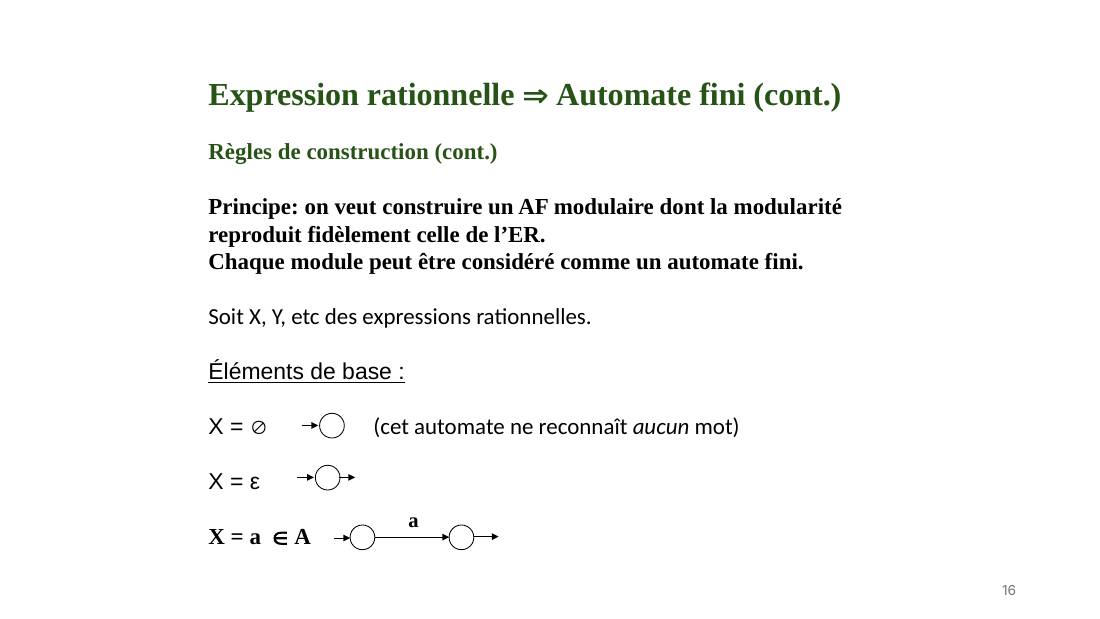 Expression rationnelle ⇒ Automate fini (cont.)
Règles de construction (cont.)
Principe: on veut construire un AF modulaire dont la modularité
reproduit fidèlement celle de l’ER.
Chaque module peut être considéré comme un automate fini.
Soit X, Y, etc des expressions rationnelles.
Éléments de base :
X = ∅ (cet automate ne reconnaît aucun mot)
X = ε
a
X = a ∈ A
16